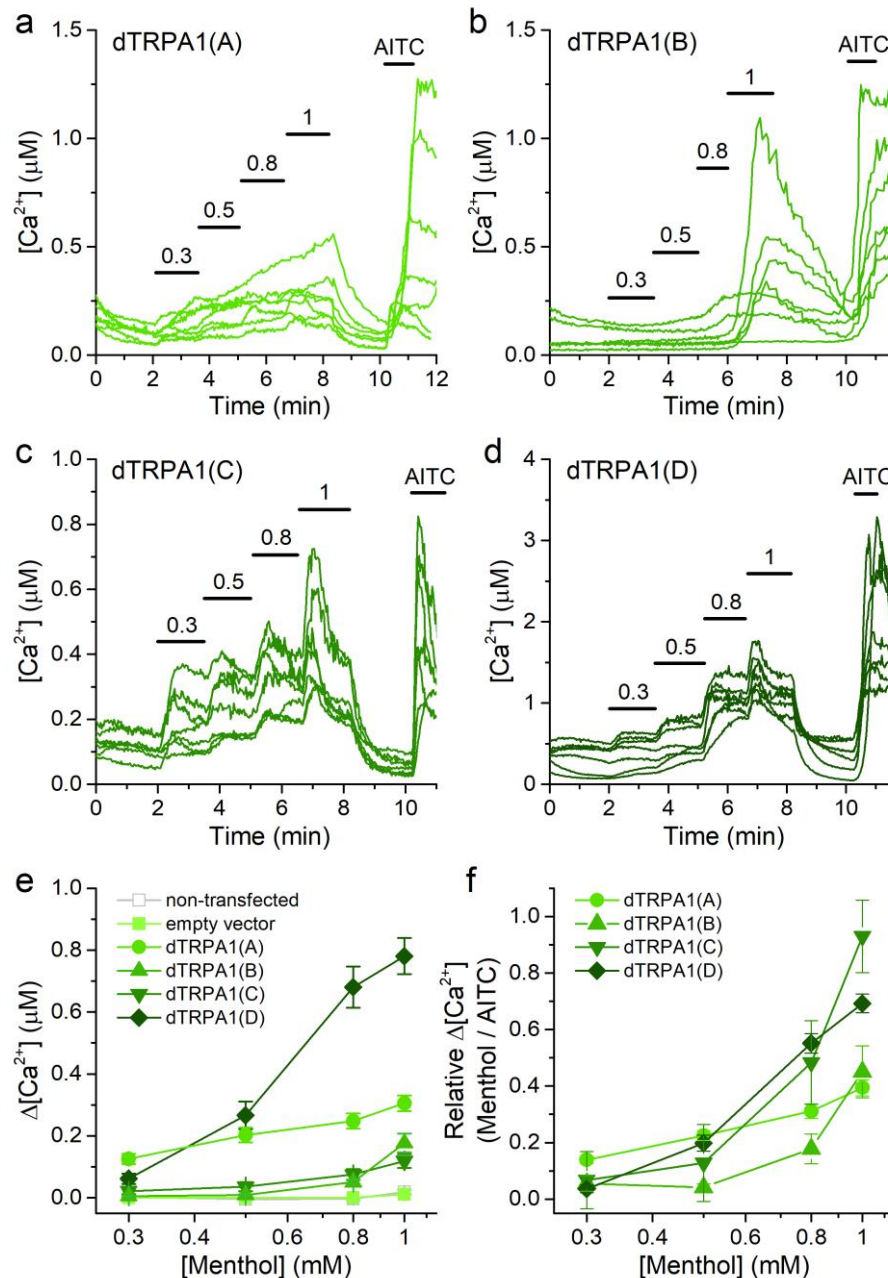 a
dTRPA1(A)
AITC
1
0.8
0.5
0.3
1.5
1.0
0.5
0.0
[Ca²⁺] (μM)
0 2 4 6 8 10 12
Time (min)
b
dTRPA1(B)
AITC
1
0.8
0.5
0.3
1.5
1.0
0.5
0.0
[Ca²⁺] (μM)
0 2 4 6 8 10
Time (min)
c
dTRPA1(C)
AITC
1
0.8
0.5
0.3
1.0
0.8
0.6
0.4
0.2
0.0
[Ca²⁺] (μM)
0 2 4 6 8 10
Time (min)
d
dTRPA1(D)
AITC
1
0.8
0.5
0.3
4
3
2
1
0
[Ca²⁺] (μM)
0 2 4 6 8 10
Time (min)
e
non-transfected
empty vector
dTRPA1(A)
dTRPA1(B)
dTRPA1(C)
dTRPA1(D)
1.0
0.8
0.6
0.4
0.2
0.0
Δ[Ca²⁺] (μM)
0.3 0.4 0.6 0.8 1
[Menthol] (mM)
f
dTRPA1(A)
dTRPA1(B)
dTRPA1(C)
dTRPA1(D)
1.0
0.8
0.6
0.4
0.2
0.0
Relative Δ[Ca²⁺]
(Menthol / AITC)
0.3 0.4 0.6 0.8 1
[Menthol] (mM)